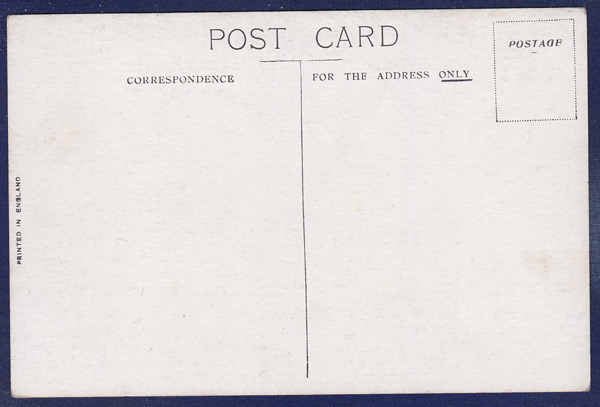 POST CARD
POSTAGE
CORRESPONDENCE
FOR THE ADDRESS ONLY
PRINTED IN ENGLAND